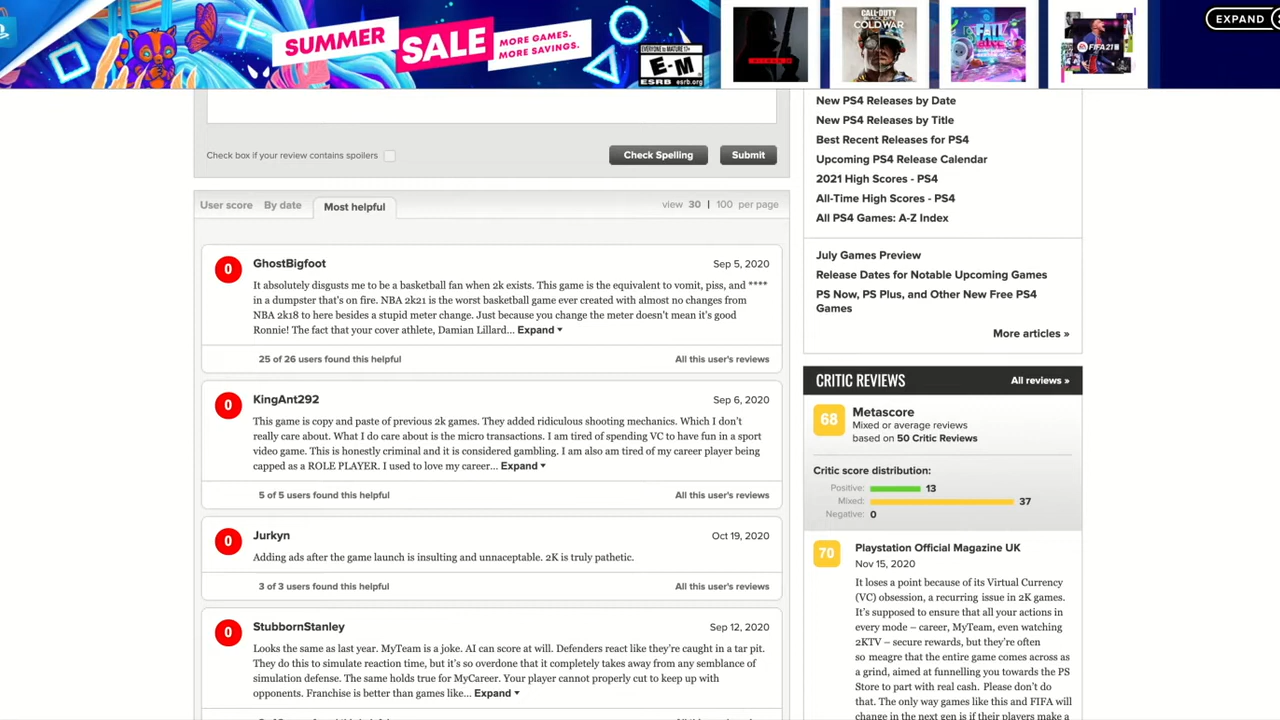 SUMMER
SALE
MORE GAMES.
MORE SAVINGS.
EVERYONE to MATURE 17+
E-M
ESRB esrb.org
CALL·DUTY
COLD WAR
FIFA 21
EXPAND
Check box if your review contains spoilers
Check Spelling
Submit
User score
By date
Most helpful
view 30 | 100 per page
0
GhostBigfoot
Sep 5, 2020
It absolutely disgusts me to be a basketball fan when 2k exists. This game is the equivalent to vomit, piss, and ****
in a dumpster that's on fire. NBA 2k21 is the worst basketball game ever created with almost no changes from
NBA 2k18 to here besides a stupid meter change. Just because you change the meter doesn't mean it's good
Ronnie! The fact that your cover athlete, Damian Lillard... Expand
25 of 26 users found this helpful
All this user's reviews
0
KingAnt292
Sep 6, 2020
This game is copy and paste of previous 2k games. They added ridiculous shooting mechanics. Which I don't
really care about. What I do care about is the micro transactions. I am tired of spending VC to have fun in a sport
video game. This is honestly criminal and it is considered gambling. I am also am tired of my career player being
capped as a ROLE PLAYER. I used to love my career... Expand
5 of 5 users found this helpful
All this user's reviews
0
Jurkyn
Oct 19, 2020
Adding ads after the game launch is insulting and unnaceptable. 2K is truly pathetic.
3 of 3 users found this helpful
All this user's reviews
0
StubbornStanley
Sep 12, 2020
Looks the same as last year. MyTeam is a joke. AI can score at will. Defenders react like they're caught in a tar pit.
They do this to simulate reaction time, but it's so overdone that it completely takes away from any semblance of
simulation defense. The same holds true for MyCareer. Your player cannot properly cut to keep up with
opponents. Franchise is better than games like... Expand
New PS4 Releases by Date
New PS4 Releases by Title
Best Recent Releases for PS4
Upcoming PS4 Release Calendar
2021 High Scores - PS4
All-Time High Scores - PS4
All PS4 Games: A-Z Index
July Games Preview
Release Dates for Notable Upcoming Games
PS Now, PS Plus, and Other New Free PS4
Games
More articles »
CRITIC REVIEWS
All reviews »
68
Metascore
Mixed or average reviews
based on 50 Critic Reviews
Critic score distribution:
Positive: 13
Mixed: 37
Negative: 0
70
Playstation Official Magazine UK
Nov 15, 2020
It loses a point because of its Virtual Currency
(VC) obsession, a recurring issue in 2K games.
It's supposed to ensure that all your actions in
every mode – career, MyTeam, even watching
2KTV – secure rewards, but they're often
so meagre that the entire game comes across as
a grind, aimed at funnelling you towards the PS
Store to part with real cash. Please don't do
that. The only way games like this and FIFA will
change in the next gen is if their players make a